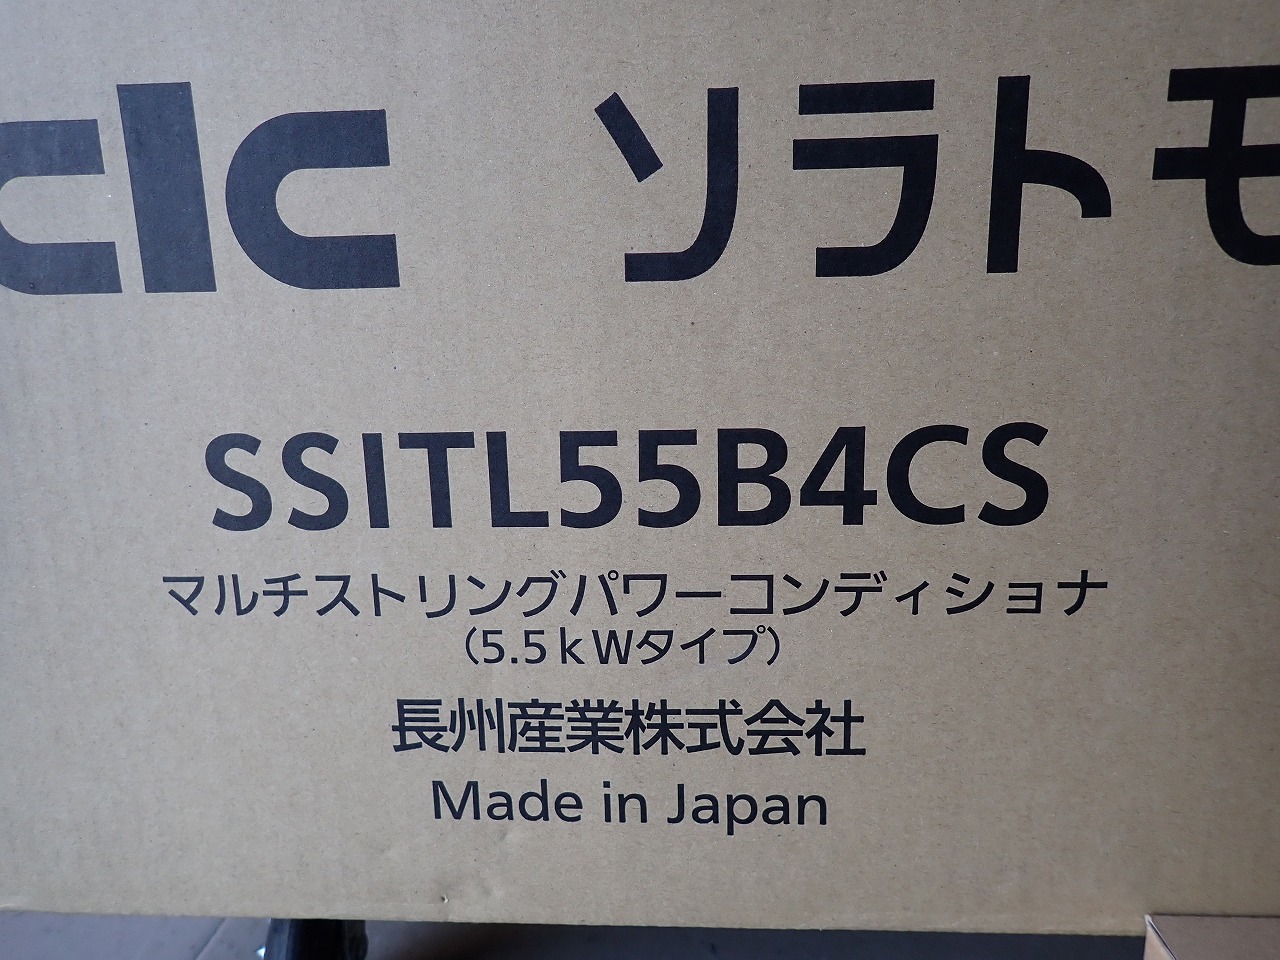 cic ソラトモ
SSITL55B4CS
マルチストリングパワーコンディショナ
（5.5kWタイプ）
長州産業株式会社
Made in Japan